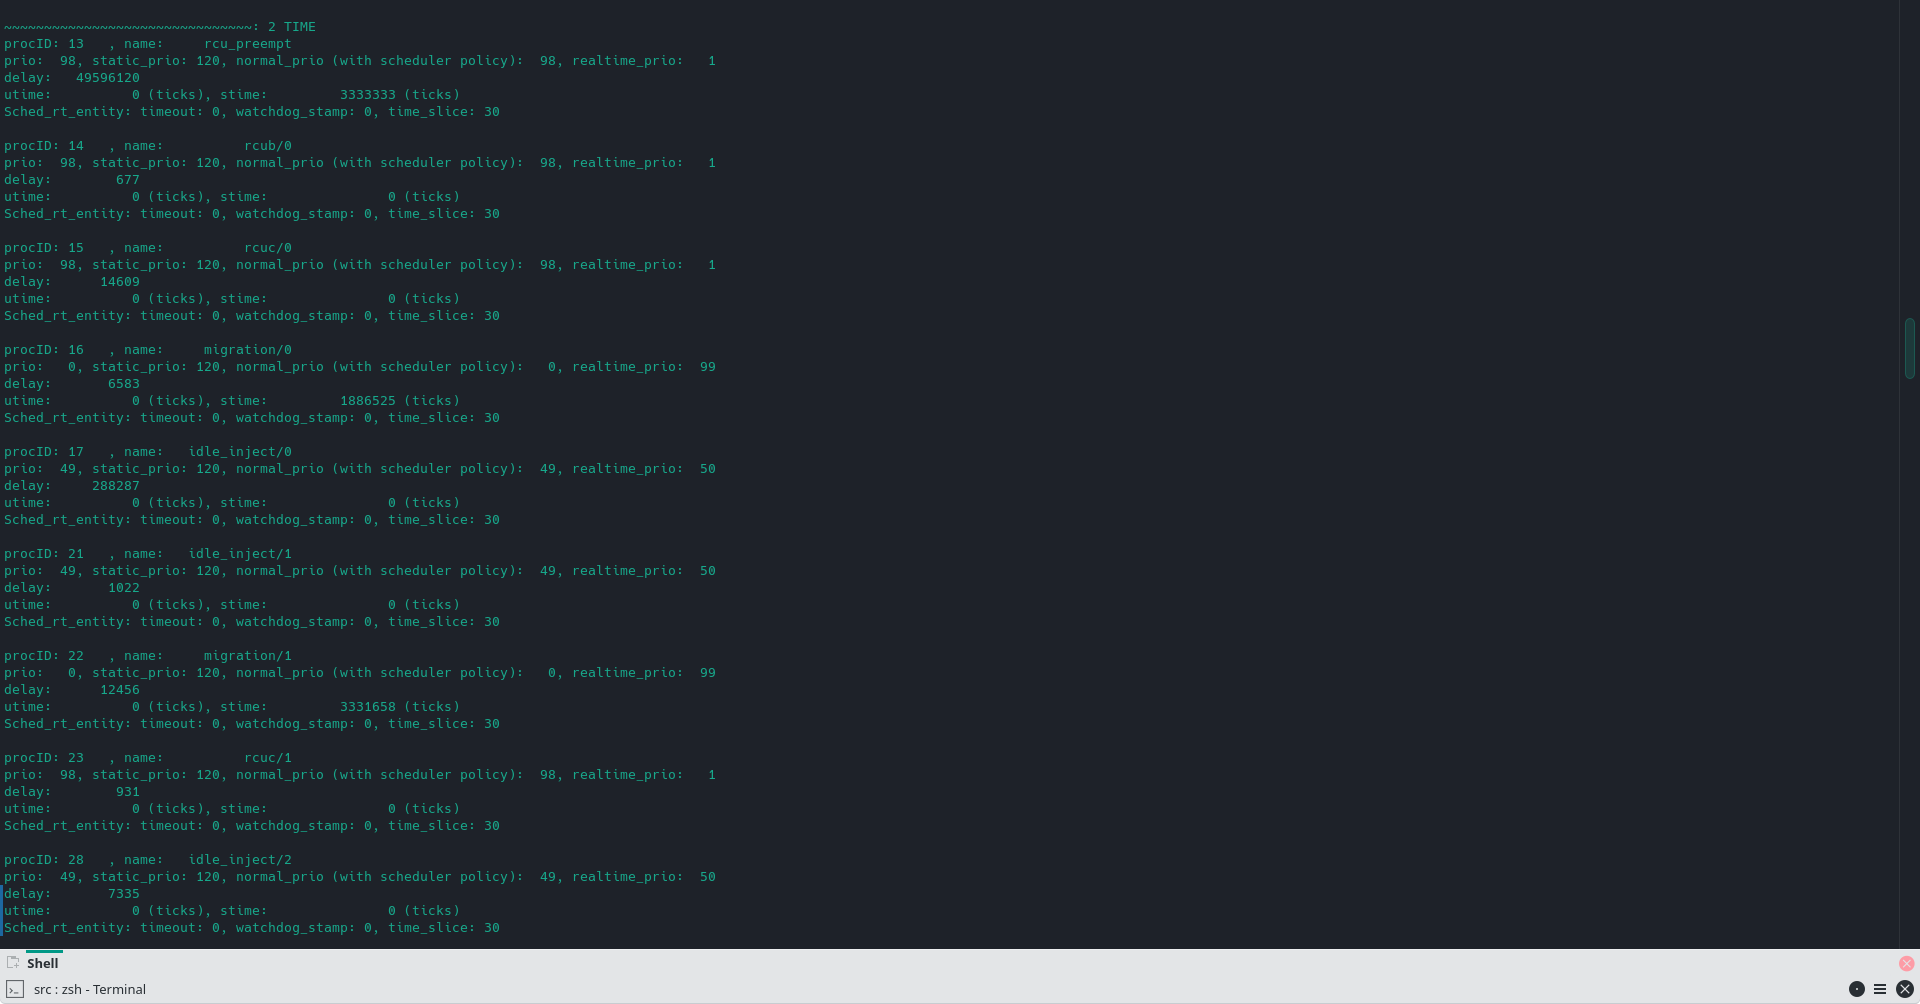 ~~~~~~~~~~~~~~~~~~~~~~~~~~~~~~~: 2 TIME
procID: 13   , name:     rcu_preempt
prio:  98, static_prio: 120, normal_prio (with scheduler policy):  98, realtime_prio:   1
delay:   49596120
utime:          0 (ticks), stime:         3333333 (ticks)
Sched_rt_entity: timeout: 0, watchdog_stamp: 0, time_slice: 30

procID: 14   , name:          rcub/0
prio:  98, static_prio: 120, normal_prio (with scheduler policy):  98, realtime_prio:   1
delay:        677
utime:          0 (ticks), stime:               0 (ticks)
Sched_rt_entity: timeout: 0, watchdog_stamp: 0, time_slice: 30

procID: 15   , name:          rcuc/0
prio:  98, static_prio: 120, normal_prio (with scheduler policy):  98, realtime_prio:   1
delay:      14609
utime:          0 (ticks), stime:               0 (ticks)
Sched_rt_entity: timeout: 0, watchdog_stamp: 0, time_slice: 30

procID: 16   , name:     migration/0
prio:   0, static_prio: 120, normal_prio (with scheduler policy):   0, realtime_prio:  99
delay:       6583
utime:          0 (ticks), stime:         1886525 (ticks)
Sched_rt_entity: timeout: 0, watchdog_stamp: 0, time_slice: 30

procID: 17   , name:   idle_inject/0
prio:  49, static_prio: 120, normal_prio (with scheduler policy):  49, realtime_prio:  50
delay:     288287
utime:          0 (ticks), stime:               0 (ticks)
Sched_rt_entity: timeout: 0, watchdog_stamp: 0, time_slice: 30

procID: 21   , name:   idle_inject/1
prio:  49, static_prio: 120, normal_prio (with scheduler policy):  49, realtime_prio:  50
delay:       1022
utime:          0 (ticks), stime:               0 (ticks)
Sched_rt_entity: timeout: 0, watchdog_stamp: 0, time_slice: 30

procID: 22   , name:     migration/1
prio:   0, static_prio: 120, normal_prio (with scheduler policy):   0, realtime_prio:  99
delay:      12456
utime:          0 (ticks), stime:         3331658 (ticks)
Sched_rt_entity: timeout: 0, watchdog_stamp: 0, time_slice: 30

procID: 23   , name:          rcuc/1
prio:  98, static_prio: 120, normal_prio (with scheduler policy):  98, realtime_prio:   1
delay:        931
utime:          0 (ticks), stime:               0 (ticks)
Sched_rt_entity: timeout: 0, watchdog_stamp: 0, time_slice: 30

procID: 28   , name:   idle_inject/2
prio:  49, static_prio: 120, normal_prio (with scheduler policy):  49, realtime_prio:  50
delay:       7335
utime:          0 (ticks), stime:               0 (ticks)
Sched_rt_entity: timeout: 0, watchdog_stamp: 0, time_slice: 30
Shell
src : zsh - Terminal